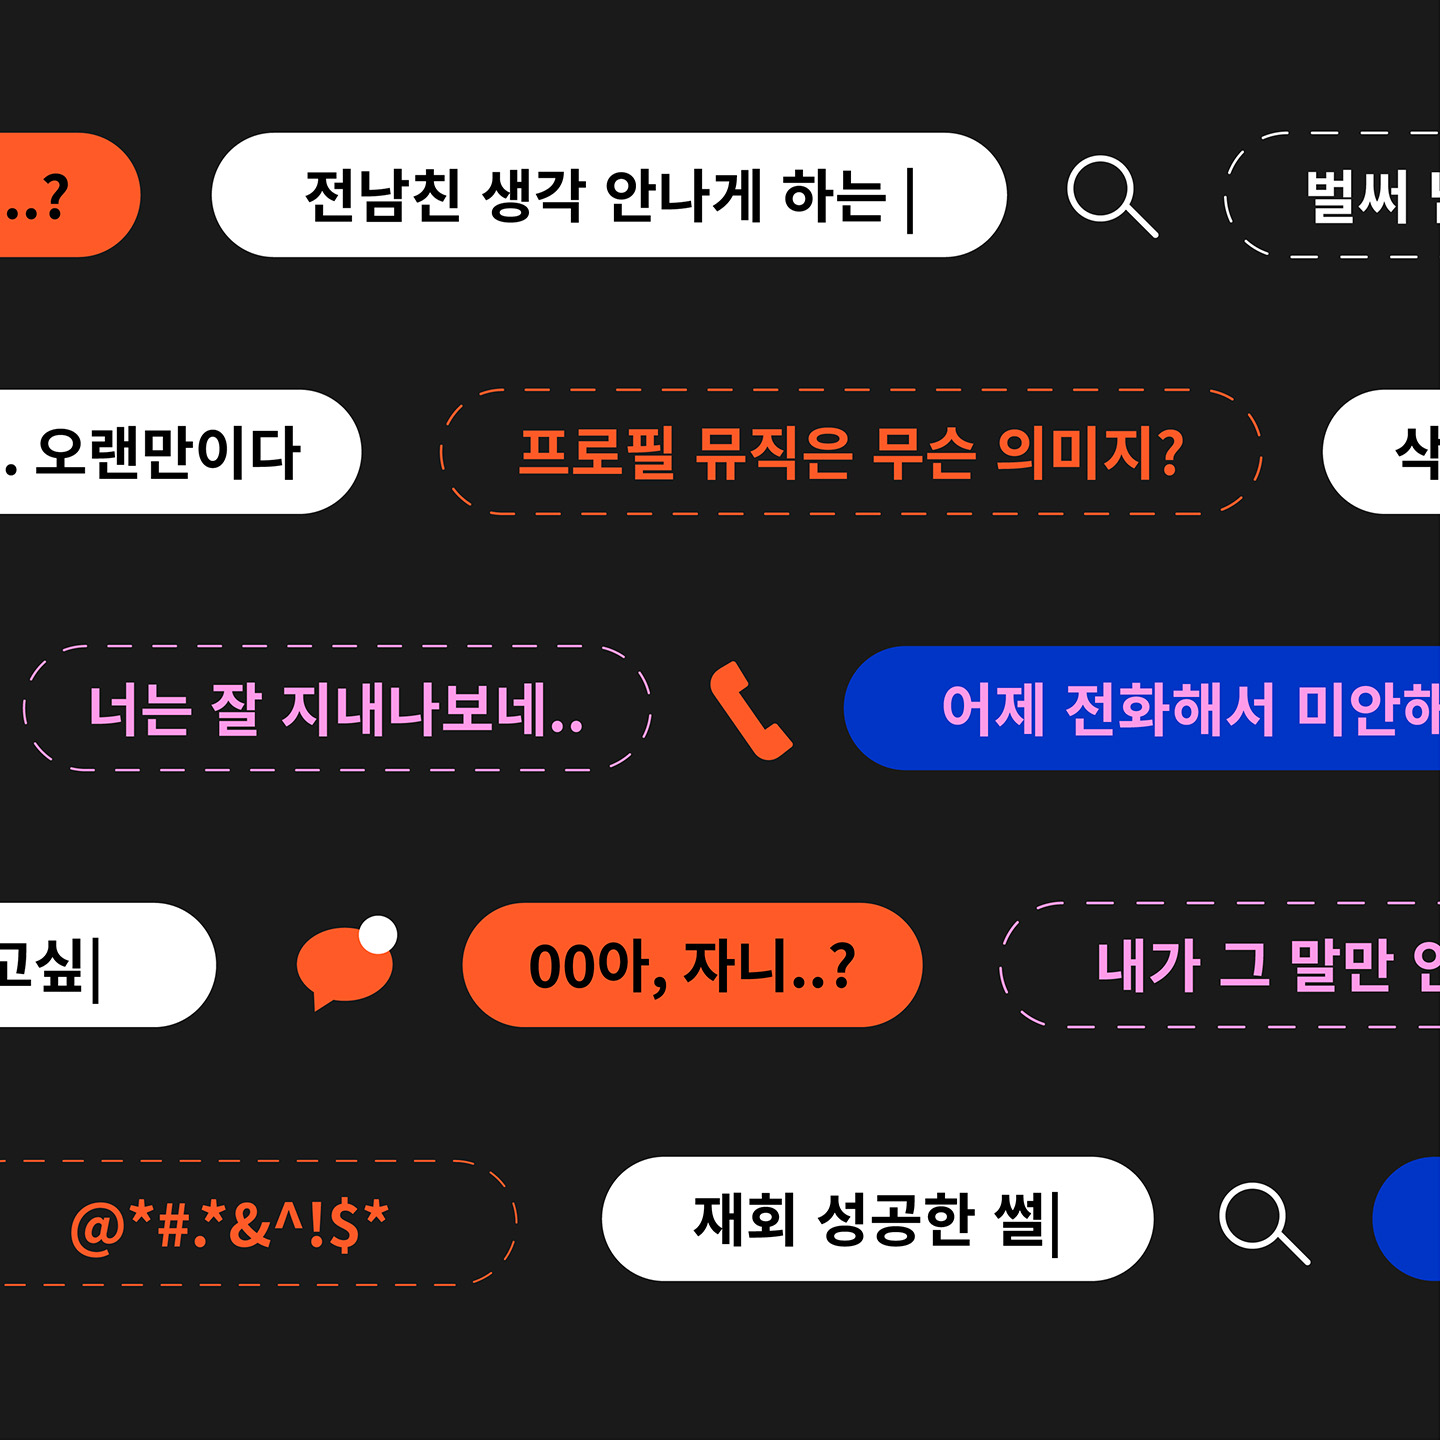 ..? 전남친 생각 안나게 하는 | 벌써
. 오랜만이다 프로필 뮤직은 무슨 의미지? 삭
너는 잘 지내나보네.. 어제 전화해서 미안해
고싶| 00아, 자니..? 내가 그 말만
@*#.*&^!$* 재회 성공한 썰|